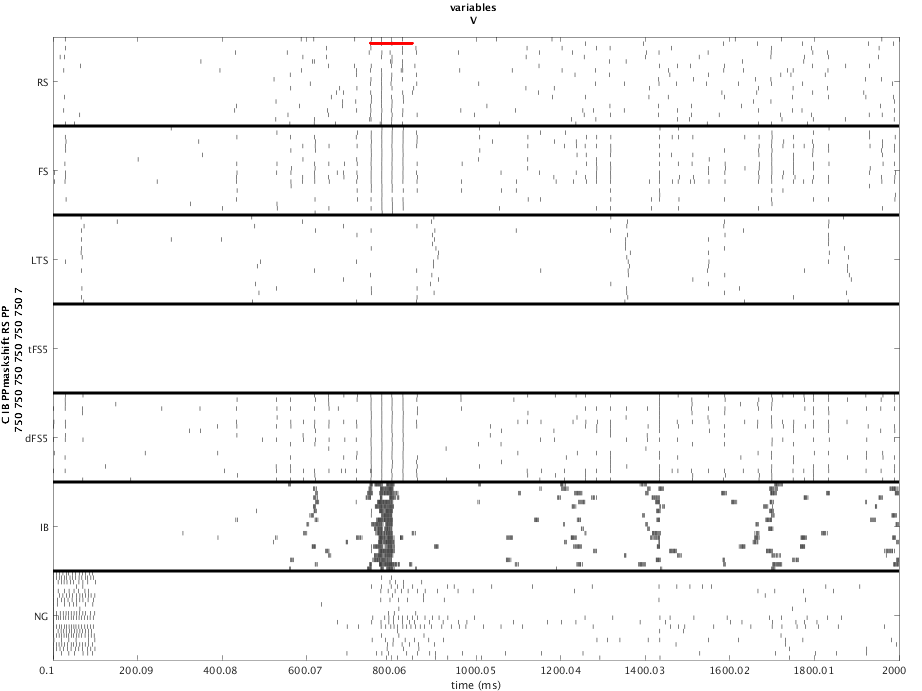 variables
V
RS
FS
LTS
tFS5
dFS5
IB
NG
C IB PPmaskshift RS PP
750 750 750 750 750 750 7
0.1 200.09 400.08 600.07 800.06 1000.05 1200.04 1400.03 1600.02 1800.01 2000
time (ms)